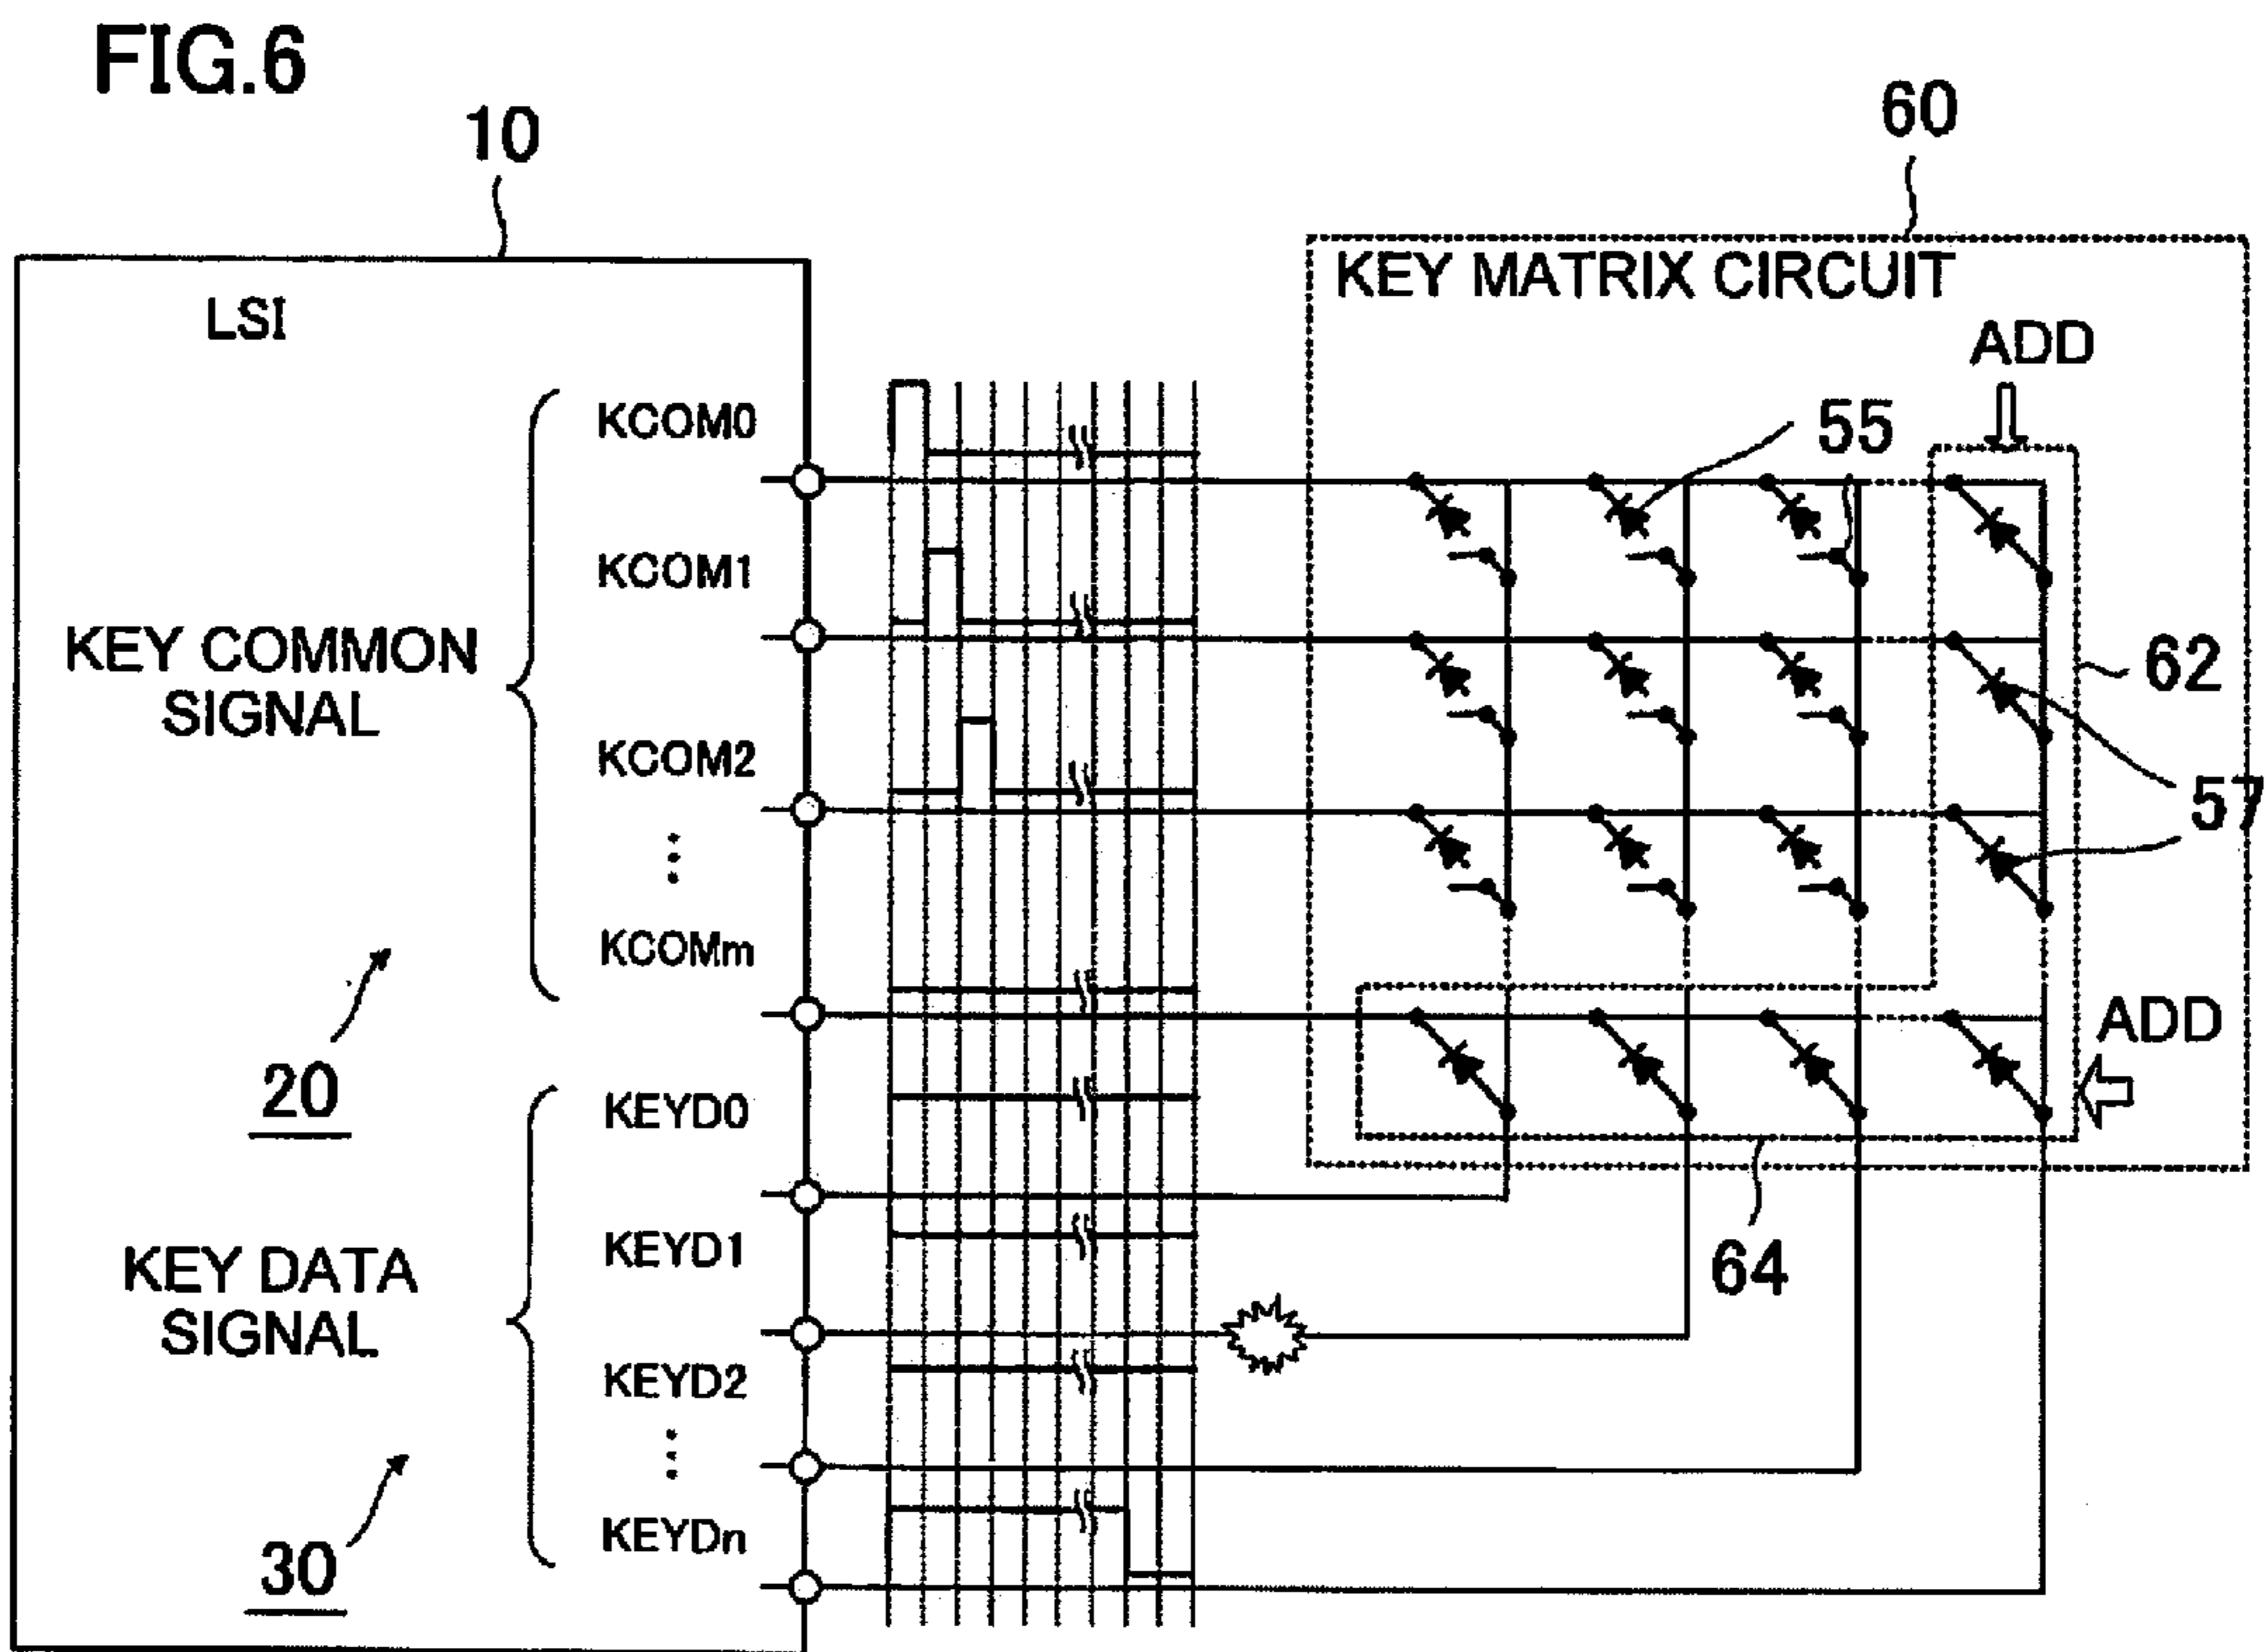 FIG.6
10
60
LSI
KEY MATRIX CIRCUIT
ADD
KCOM0
55
KCOM1
KEY COMMON
SIGNAL
62
KCOM2
57
KCOMm
ADD
20
KEYD0
KEYD1
KEY DATA
SIGNAL
64
KEYD2
KEYDn
30